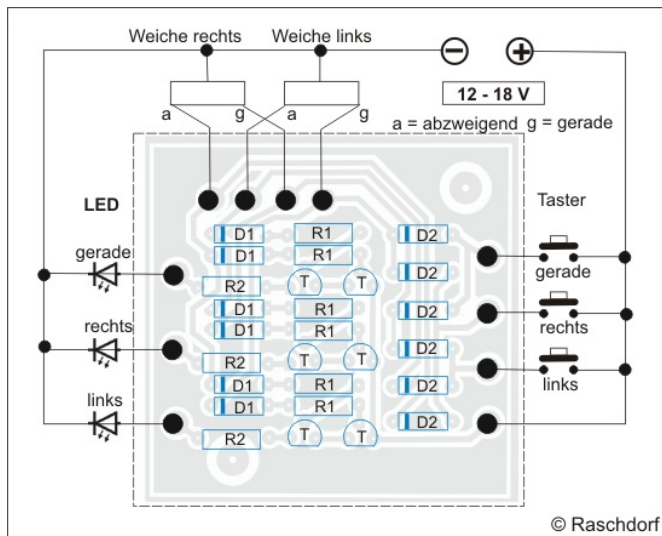 Weiche rechts Weiche links − +
12 - 18 V
a g a g a = abzweigend g = gerade
LED Taster
D1 R1 D2
D1 R1
gerade gerade
R2 T T D2
D1 R1 D2
rechts D1 R1 rechts
R2 T T D2
links
D1 R1 D2
links D1 R1
R2 T T D2
© Raschdorf